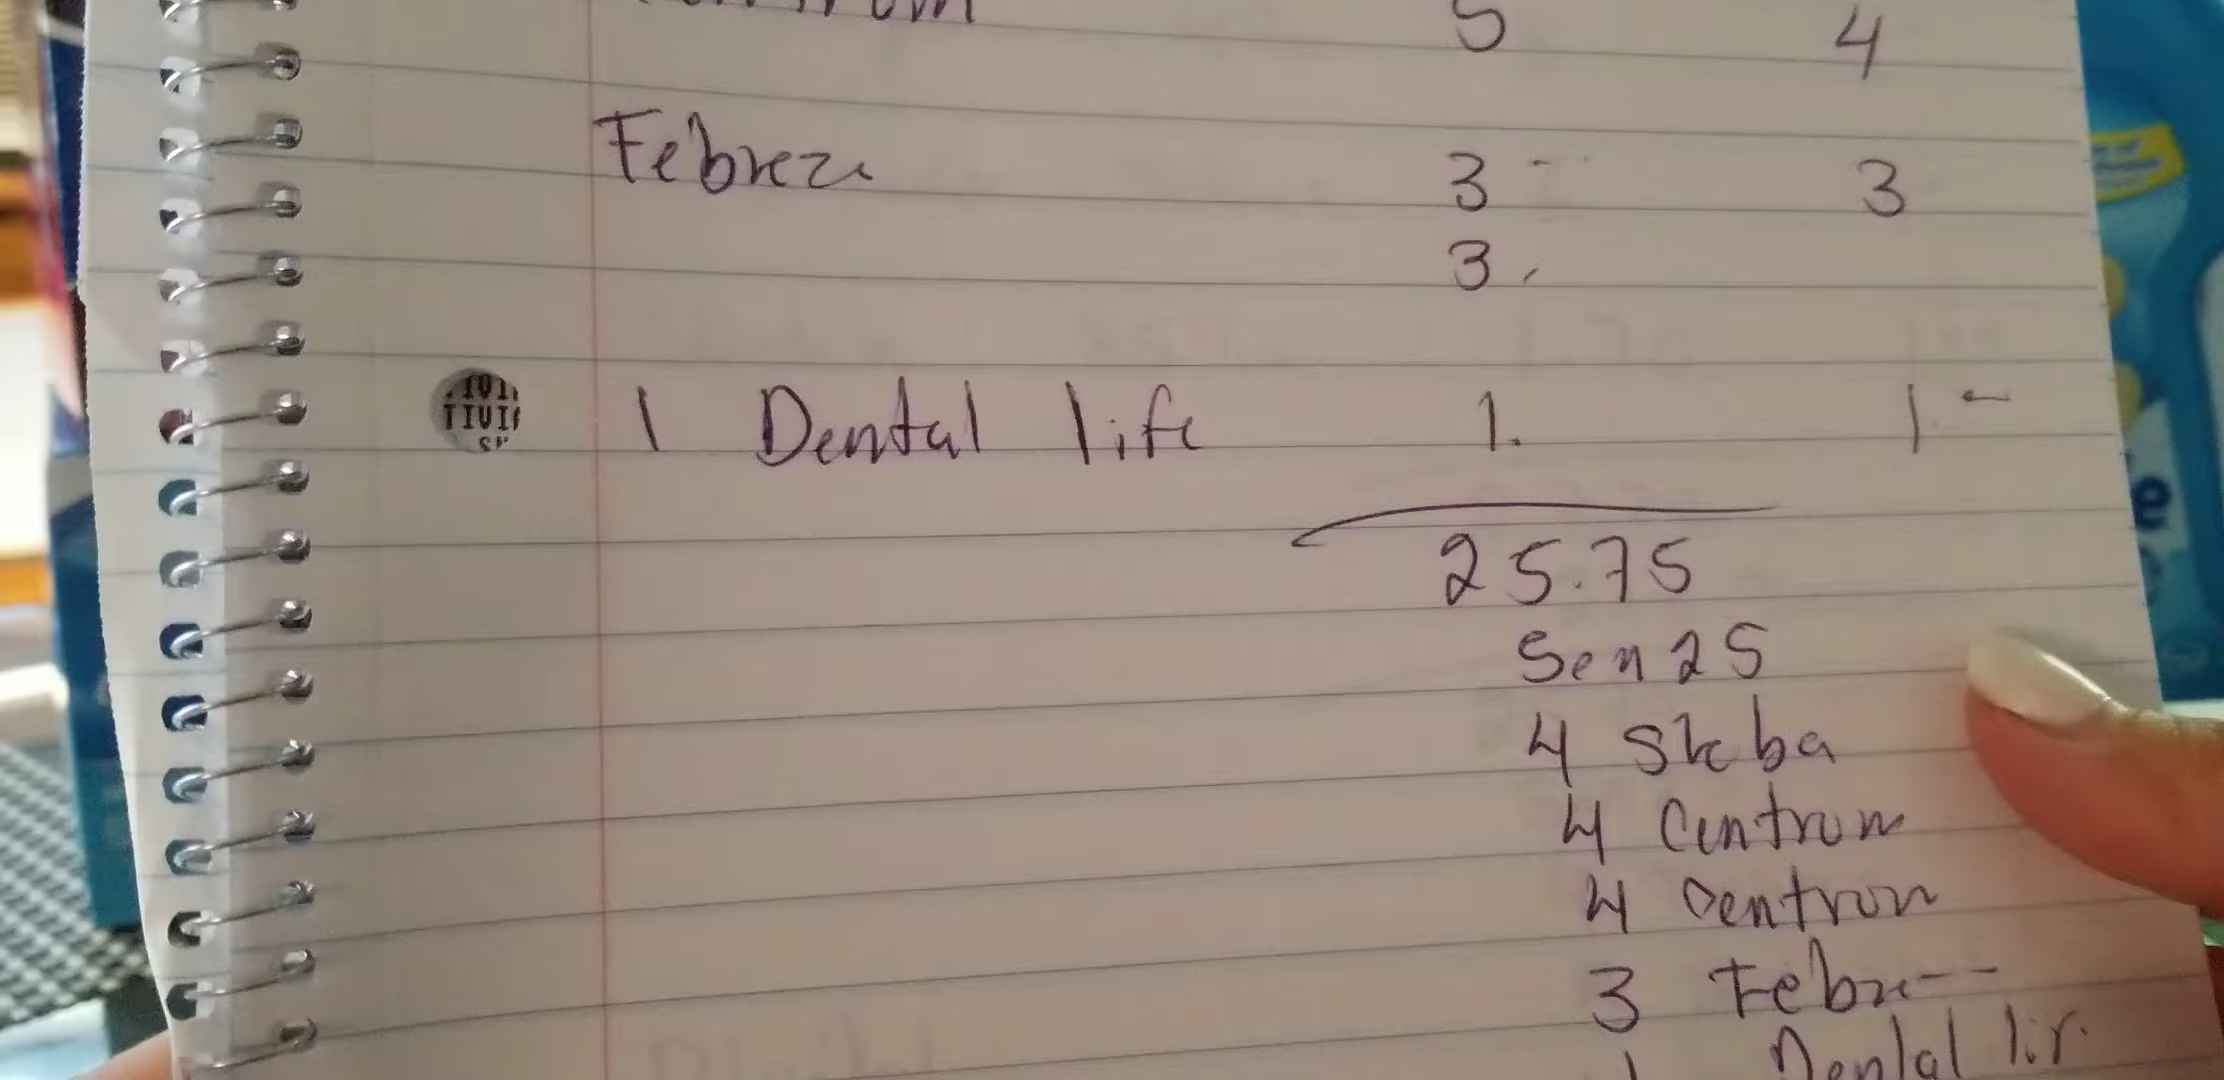 5 4
Febreze 3 -- 3
3
1 Dental life 1. 1 -
25.75
Sen 25
4 Skba
4 Centrum
4 Centrum
3 Febr--
1 Dental